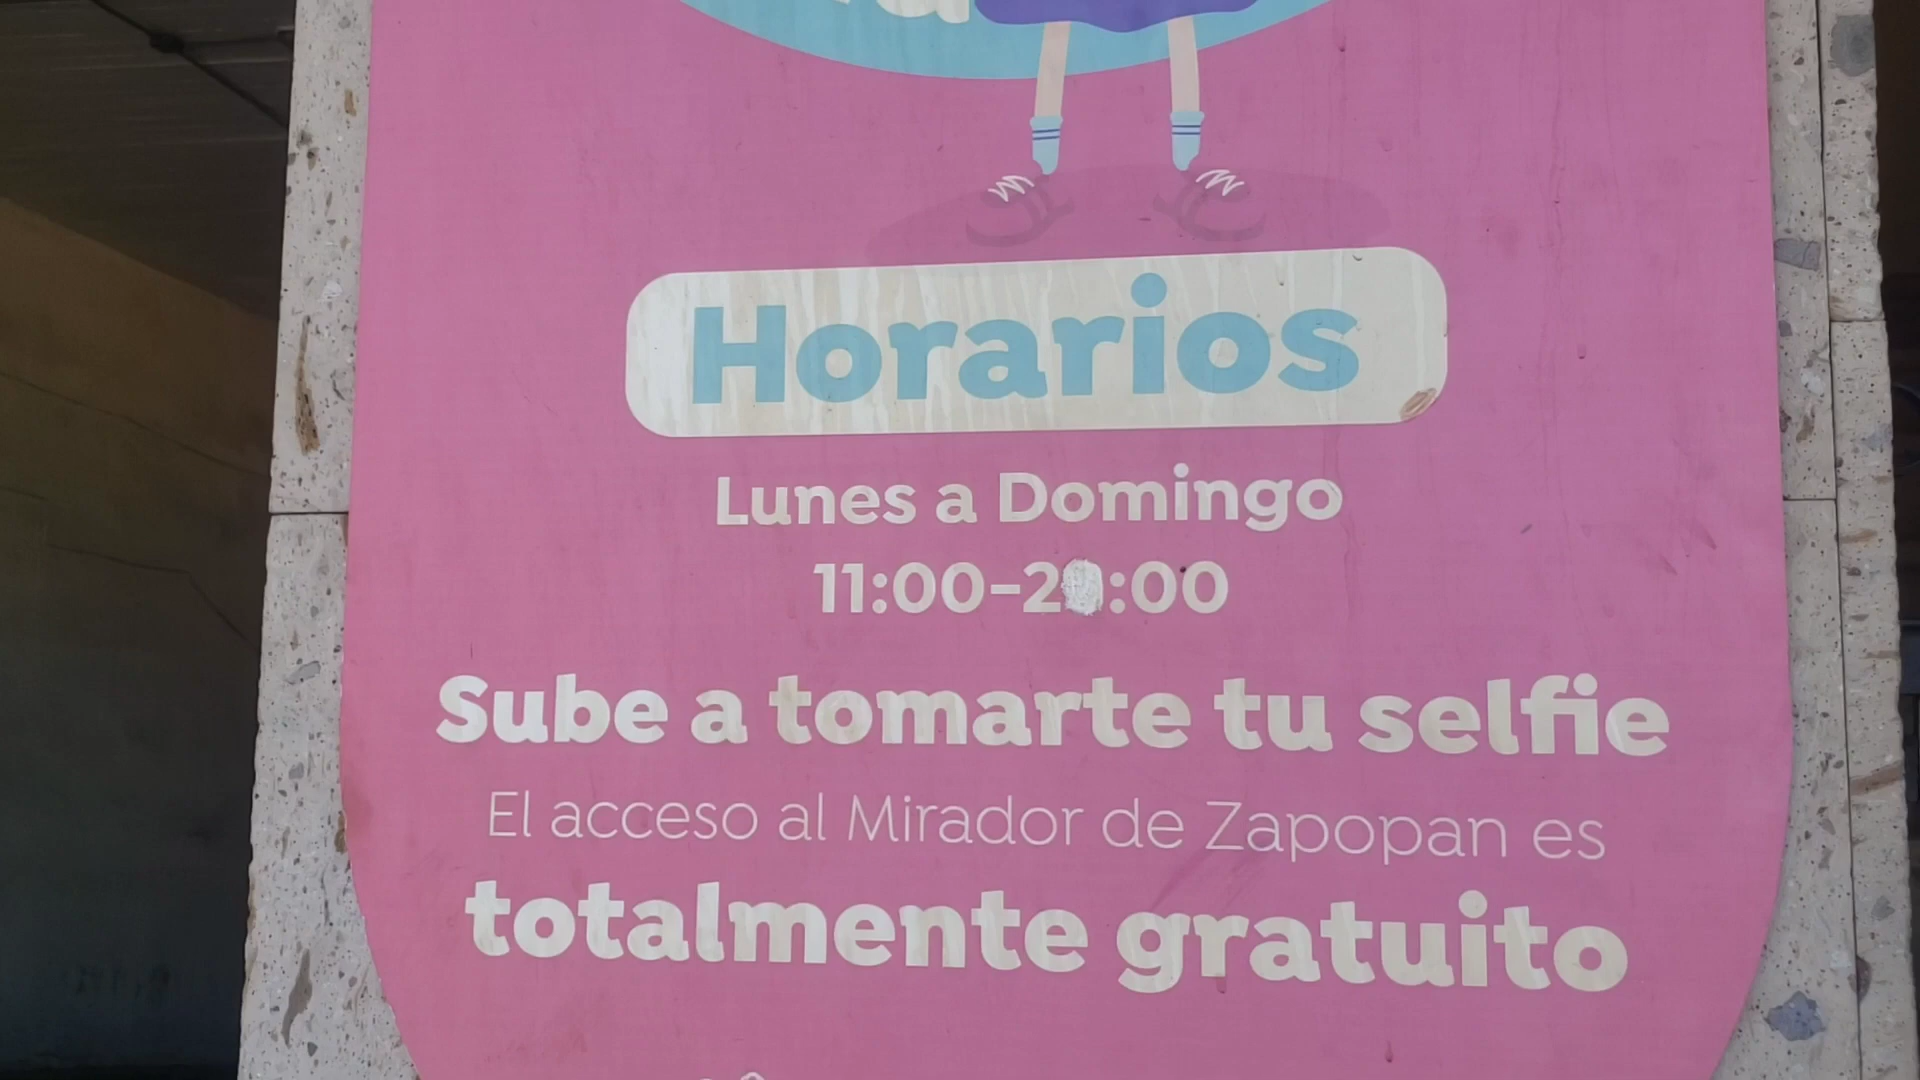 Horarios
Lunes a Domingo
11:00-20:00
Sube a tomarte tu selfie
El acceso al Mirador de Zapopan es
totalmente gratuito